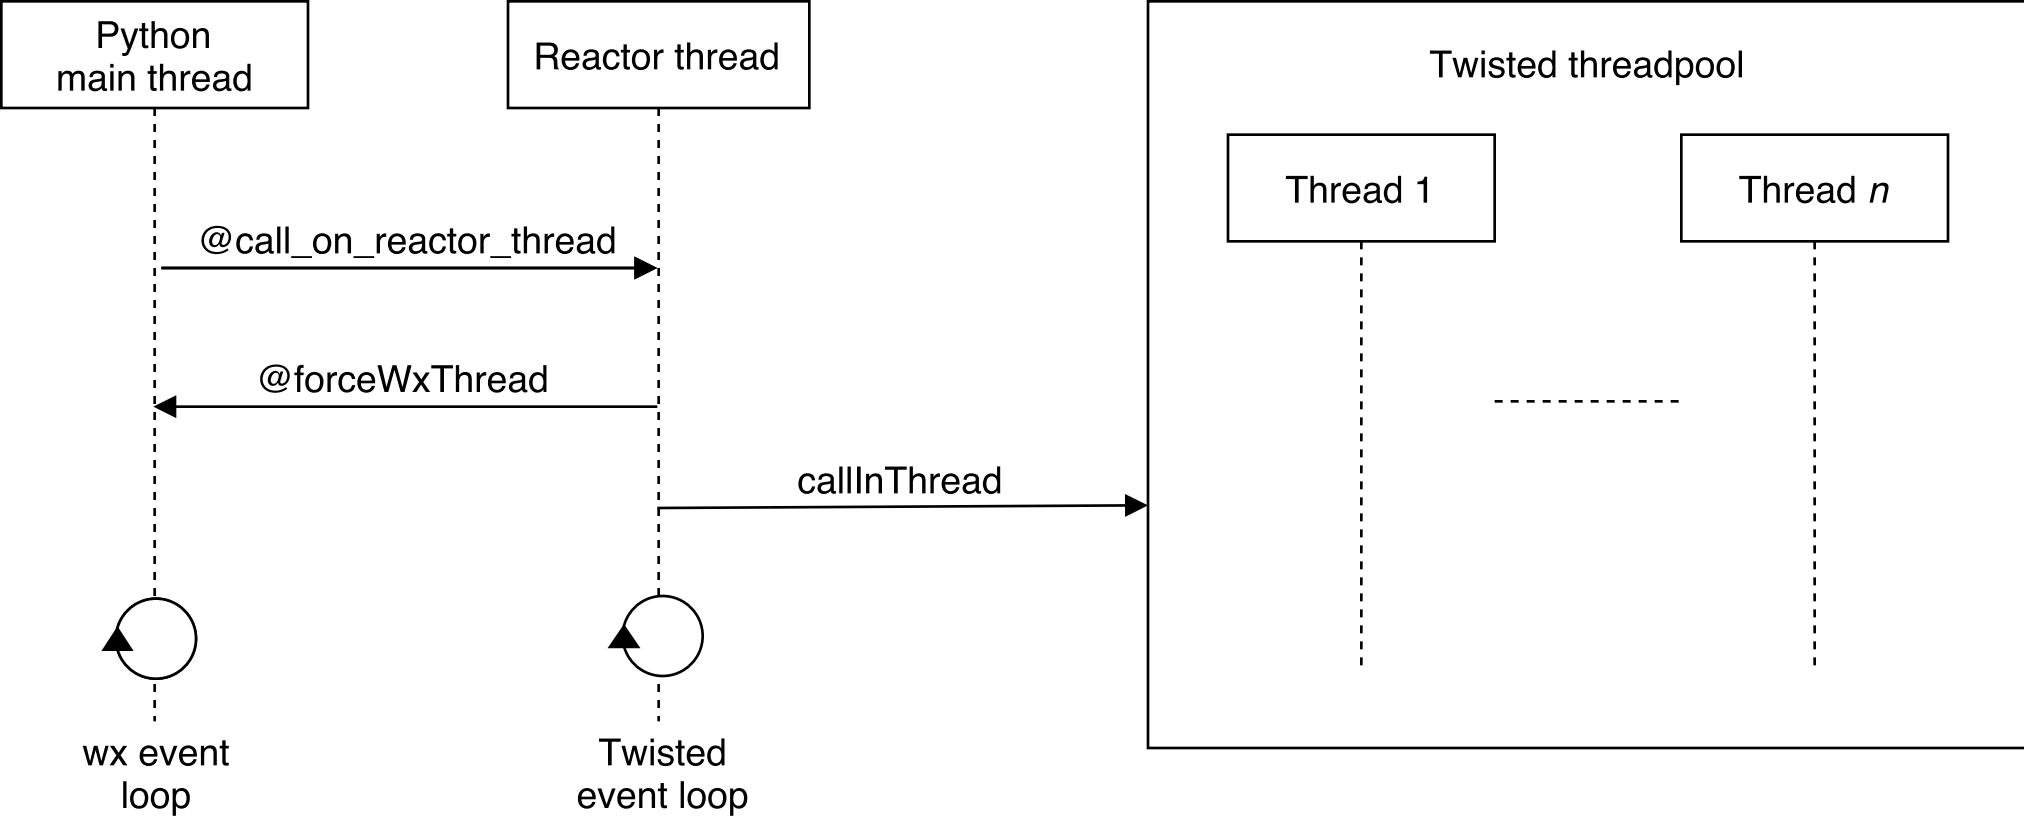 Python
main thread
Reactor thread
Twisted threadpool
Thread 1
Thread n
@call_on_reactor_thread
@forceWxThread
callInThread
wx event
loop
Twisted
event loop